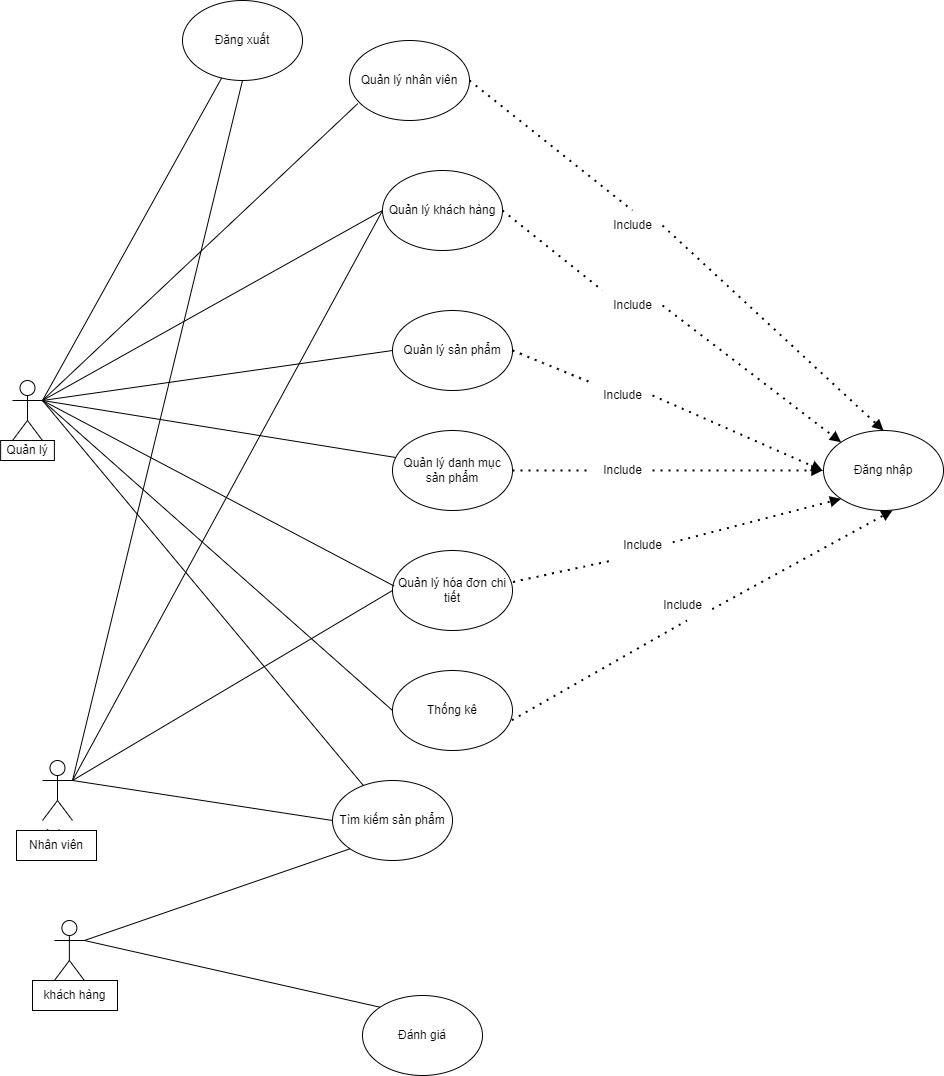 Đăng xuất
Quản lý nhân viên
Quản lý khách hàng
Include
Include
Quản lý sản phẩm
Include
Quản lý
Quản lý danh mục
sản phẩm
Include
Đăng nhập
Include
Quản lý hóa đơn chi
tiết
Include
Thống kê
Tìm kiếm sản phẩm
Nhân viên
khách hàng
Đánh giá